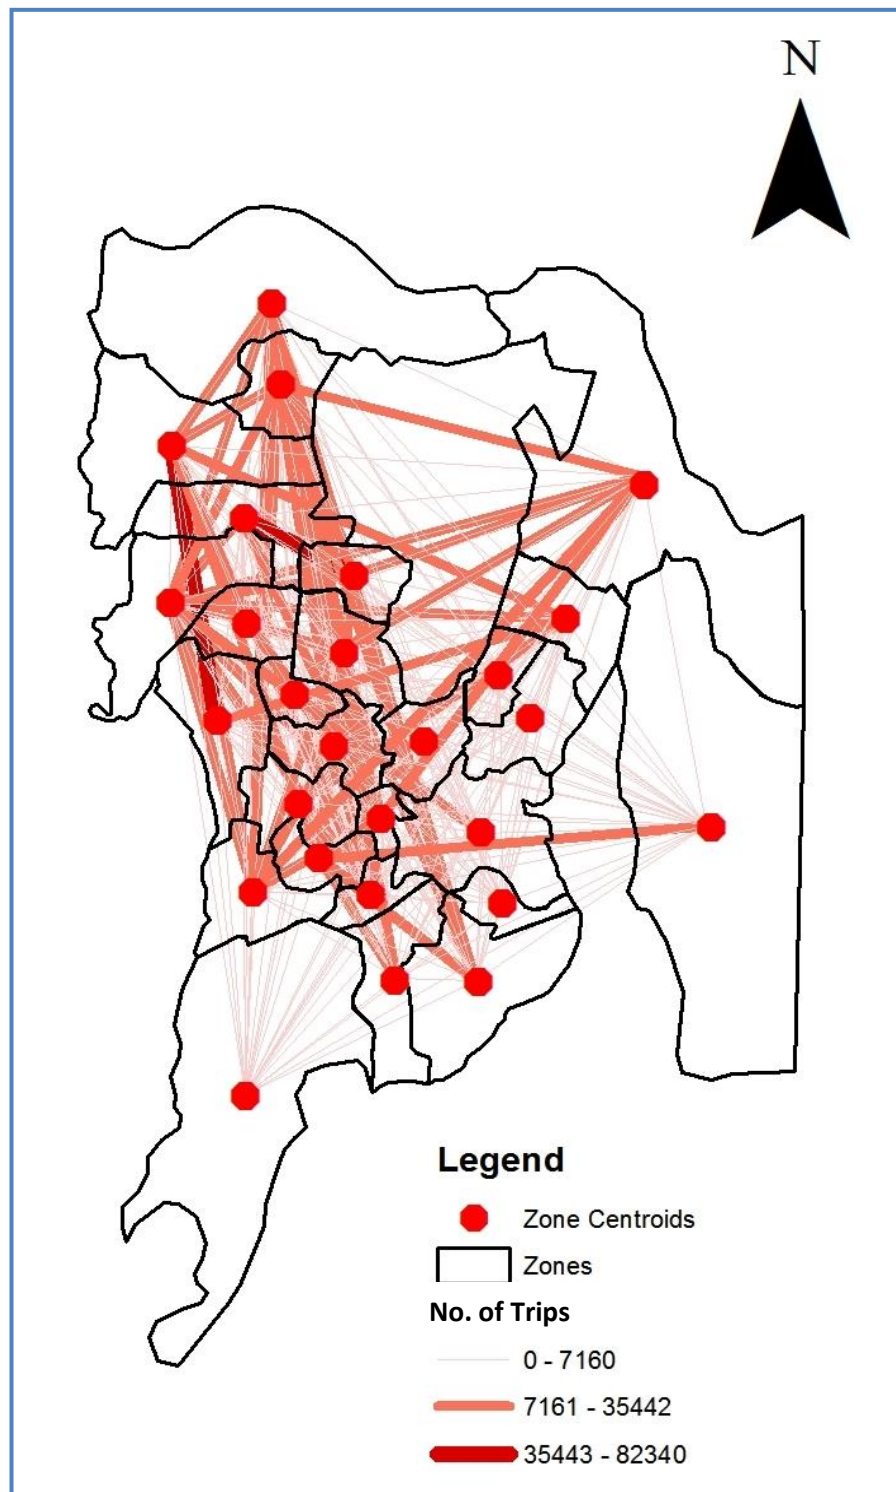 N
Legend
Zone Centroids
Zones
No. of Trips
0 - 7160
7161 - 35442
35443 - 82340